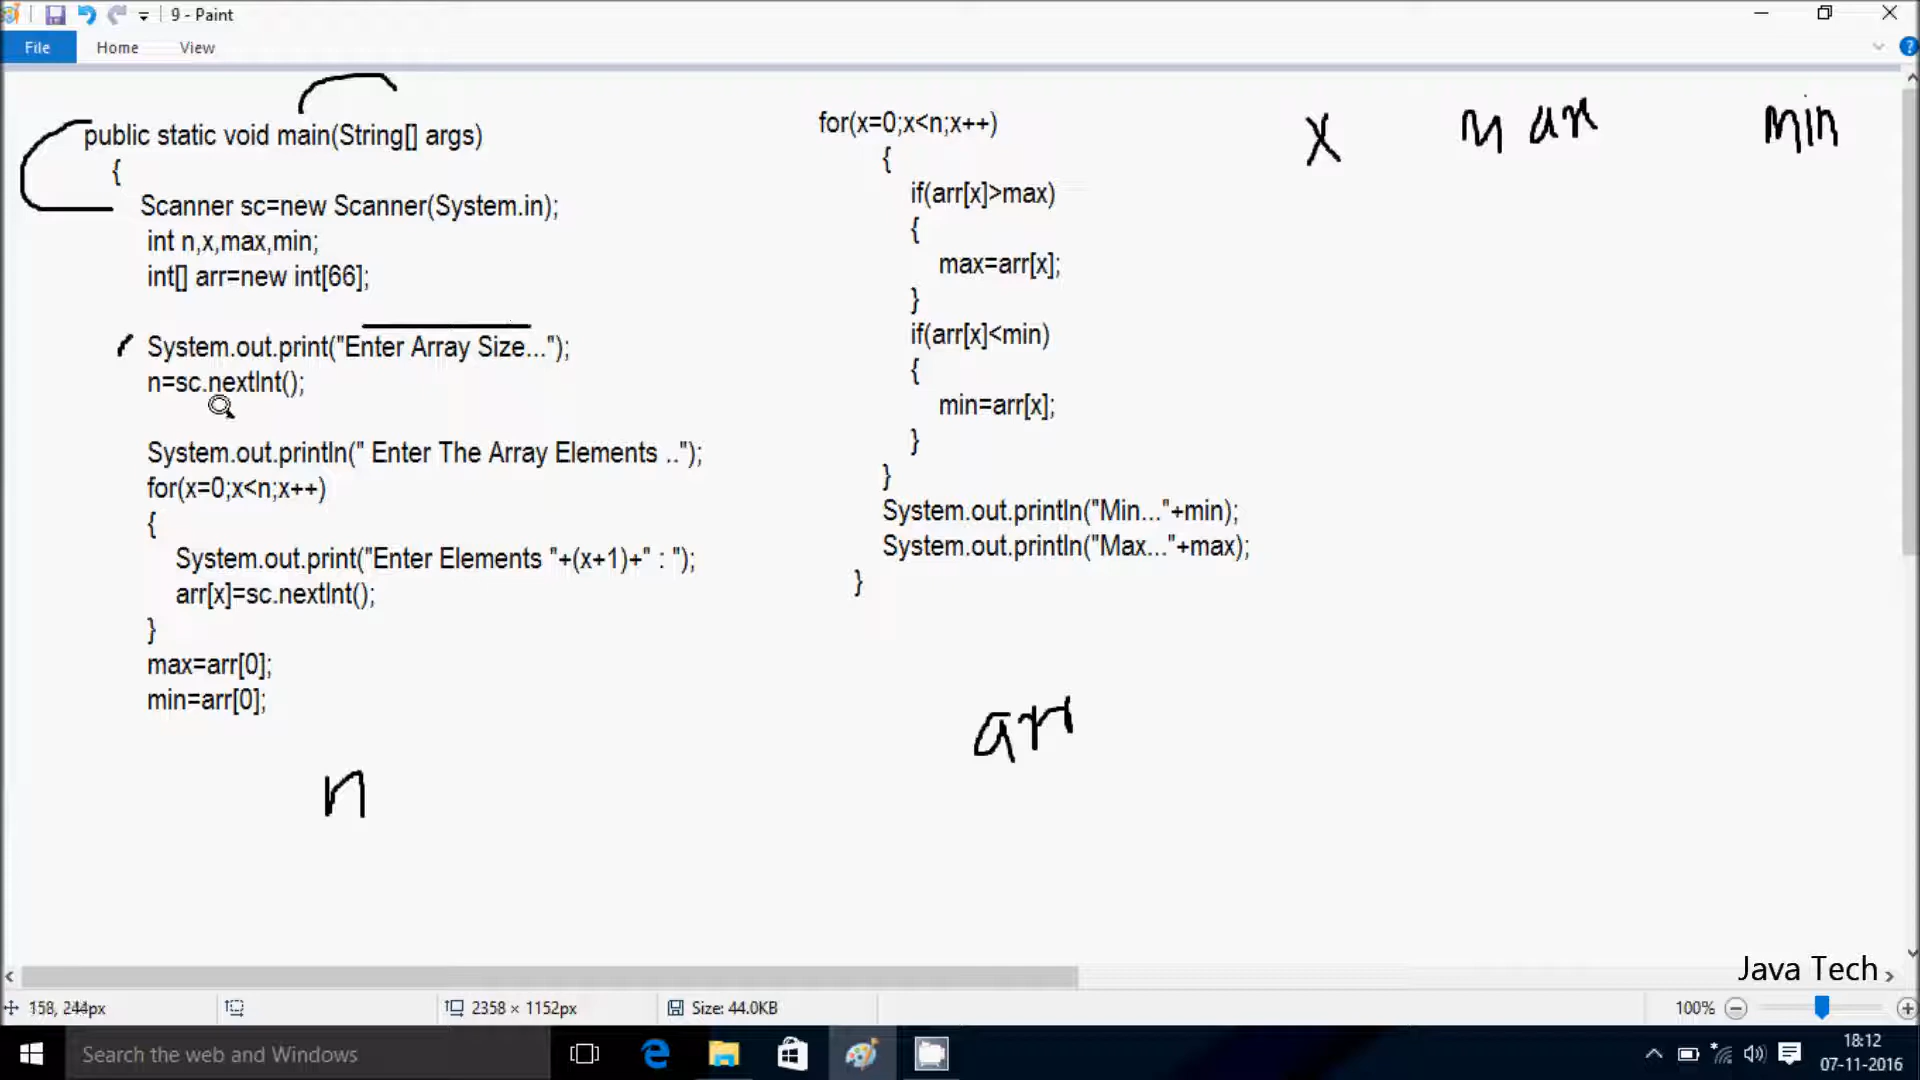 9 - Paint
File Home View
public static void main(String[] args)
{
Scanner sc=new Scanner(System.in);
int n,x,max,min;
int[] arr=new int[66];
System.out.print("Enter Array Size...");
n=sc.nextInt();
System.out.println(" Enter The Array Elements ..");
for(x=0;x<n;x++)
{
System.out.print("Enter Elements "+(x+1)+" : ");
arr[x]=sc.nextInt();
}
max=arr[0];
min=arr[0];
n
for(x=0;x<n;x++)
{
if(arr[x]>max)
{
max=arr[x];
}
if(arr[x]<min)
{
min=arr[x];
}
}
System.out.println("Min..."+min);
System.out.println("Max..."+max);
}
arr
X
min
Java Tech
158, 244px
2358 × 1152px
Size: 44.0KB
100%
Search the web and Windows
18:12
07-11-2016